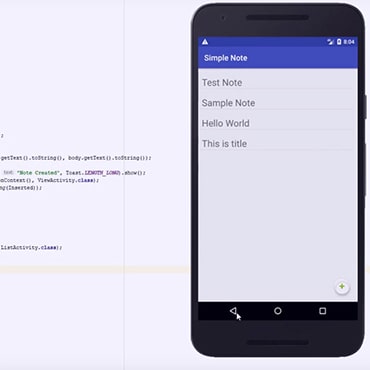 ;
getText().toString(), body.getText().toString());
text: "Note Created", Toast.LENGTH_LONG).show();
nContext(), ViewActivity.class);
ng(Inserted));
ListActivity.class);
8:04
Simple Note
Test Note
Sample Note
Hello World
This is title